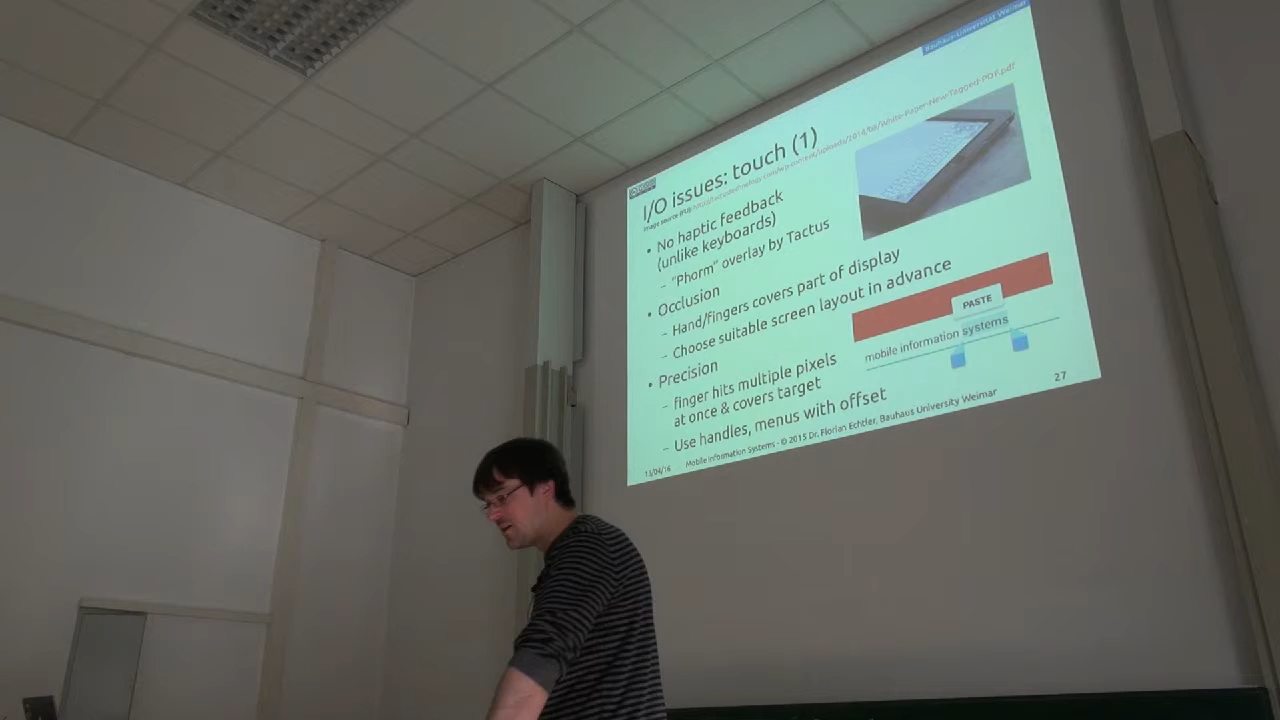 Bauhaus-Universität Weimar
I/O issues: touch (1)
Image source (FU):
• No haptic feedback
(unlike keyboards)
– "Phorm" overlay by Tactus
• Occlusion
– Hand/fingers covers part of display
– Choose suitable screen layout in advance
• Precision
– finger hits multiple pixels
at once & covers target
– Use handles, menus with offset
PASTE
mobile information systems
13/04/16
Mobile Information Systems - © 2015 Dr. Florian Echtler, Bauhaus University Weimar
27